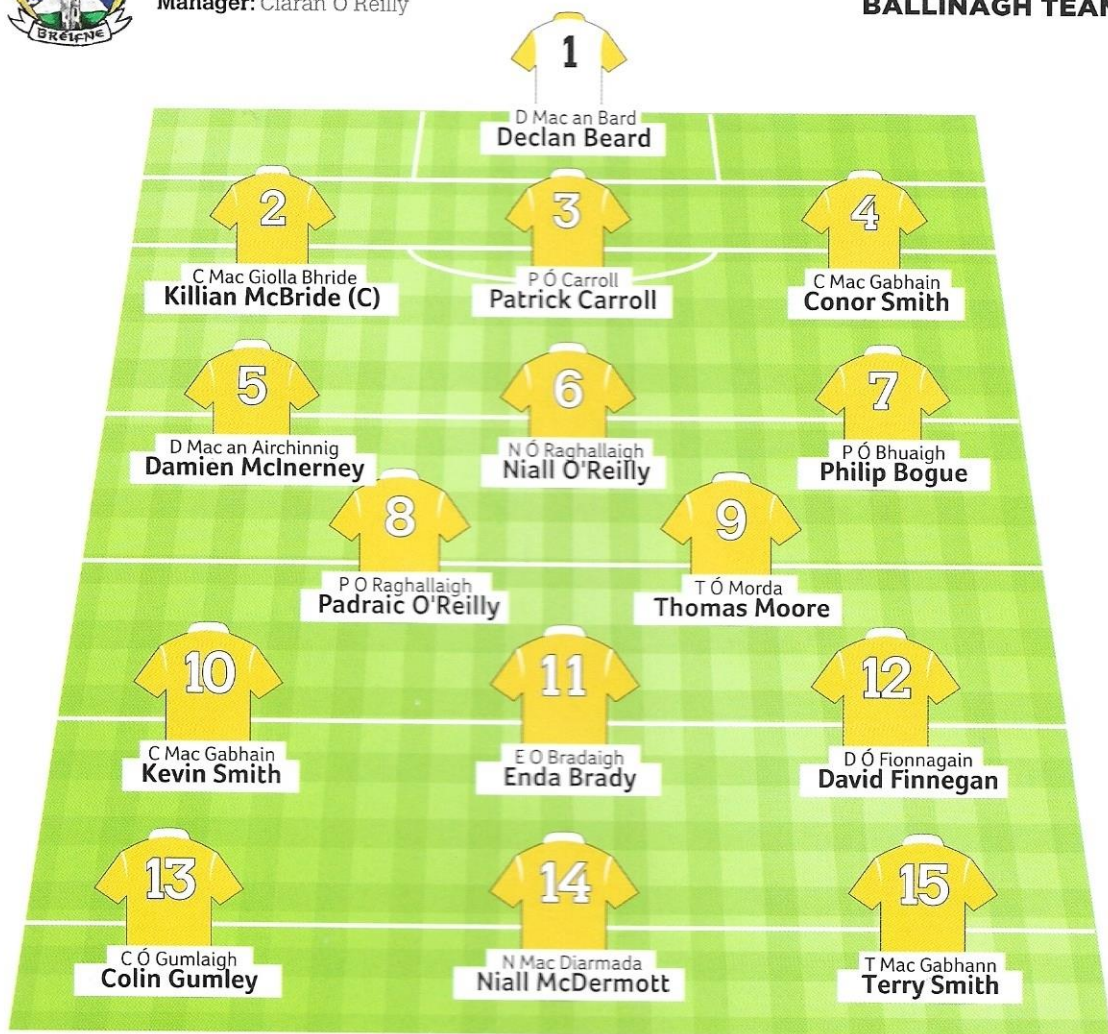 BREIFNE
Manager: Ciarán O'Reilly
BALLINAGH TEAM
1
D Mac an Bard
Declan Beard
2
3
4
C Mac Giolla Bhride
Killian McBride (C)
P Ó Carroll
Patrick Carroll
C Mac Gabhain
Conor Smith
5
6
7
D Mac an Airchinnig
Damien McInerney
N Ó Raghallaigh
Niall O'Reilly
P Ó Bhuaigh
Philip Bogue
8
9
P O Raghallaigh
Padraic O'Reilly
T Ó Morda
Thomas Moore
10
11
12
C Mac Gabhain
Kevin Smith
E O Bradaigh
Enda Brady
D Ó Fionnagain
David Finnegan
13
14
15
C Ó Gumlaigh
Colin Gumley
N Mac Diarmada
Niall McDermott
T Mac Gabhann
Terry Smith